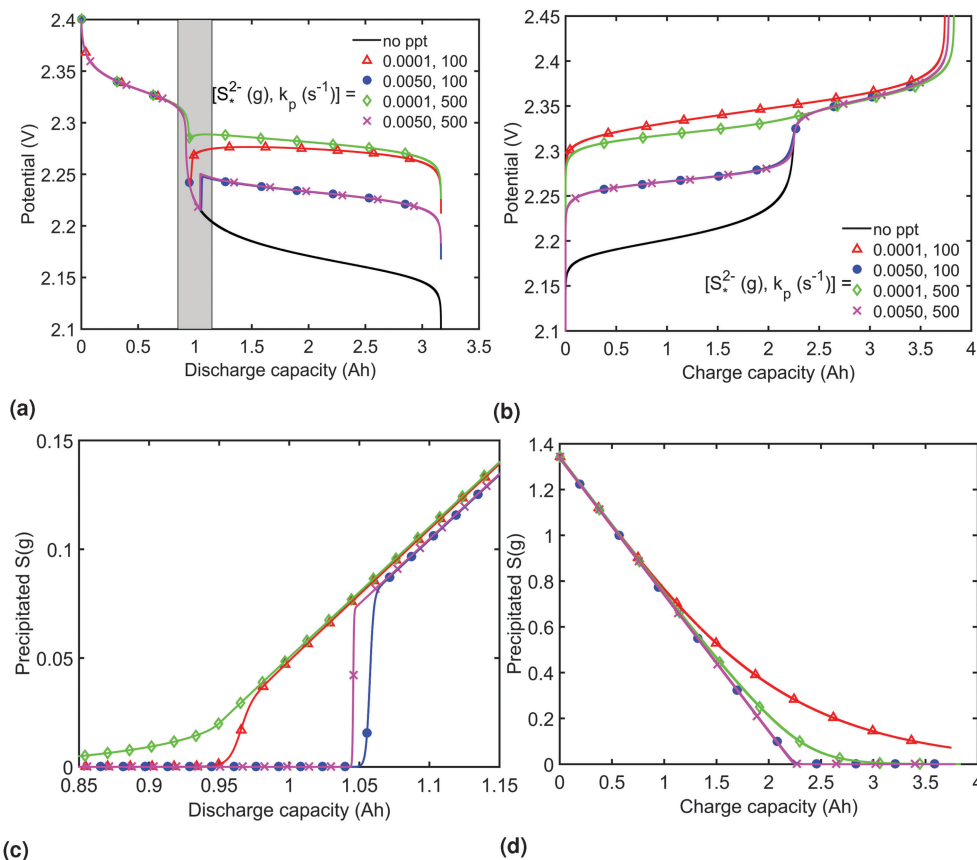 2.4
2.35
2.3
2.25
2.2
2.15
2.1
Potential (V)
0 0.5 1 1.5 2 2.5 3 3.5
Discharge capacity (Ah)
no ppt
0.0001, 100
0.0050, 100
0.0001, 500
0.0050, 500
[S*2- (g), kp (s-1)] =
(a)
2.45
2.4
2.35
2.3
2.25
2.2
2.15
2.1
Potential (V)
0 0.5 1 1.5 2 2.5 3 3.5 4
Charge capacity (Ah)
no ppt
0.0001, 100
0.0050, 100
0.0001, 500
0.0050, 500
[S*2- (g), kp (s-1)] =
(b)
0.15
0.1
0.05
0
Precipitated S(g)
0.85 0.9 0.95 1 1.05 1.1 1.15
Discharge capacity (Ah)
(c)
1.4
1.2
1
0.8
0.6
0.4
0.2
0
Precipitated S(g)
0 0.5 1 1.5 2 2.5 3 3.5 4
Charge capacity (Ah)
(d)